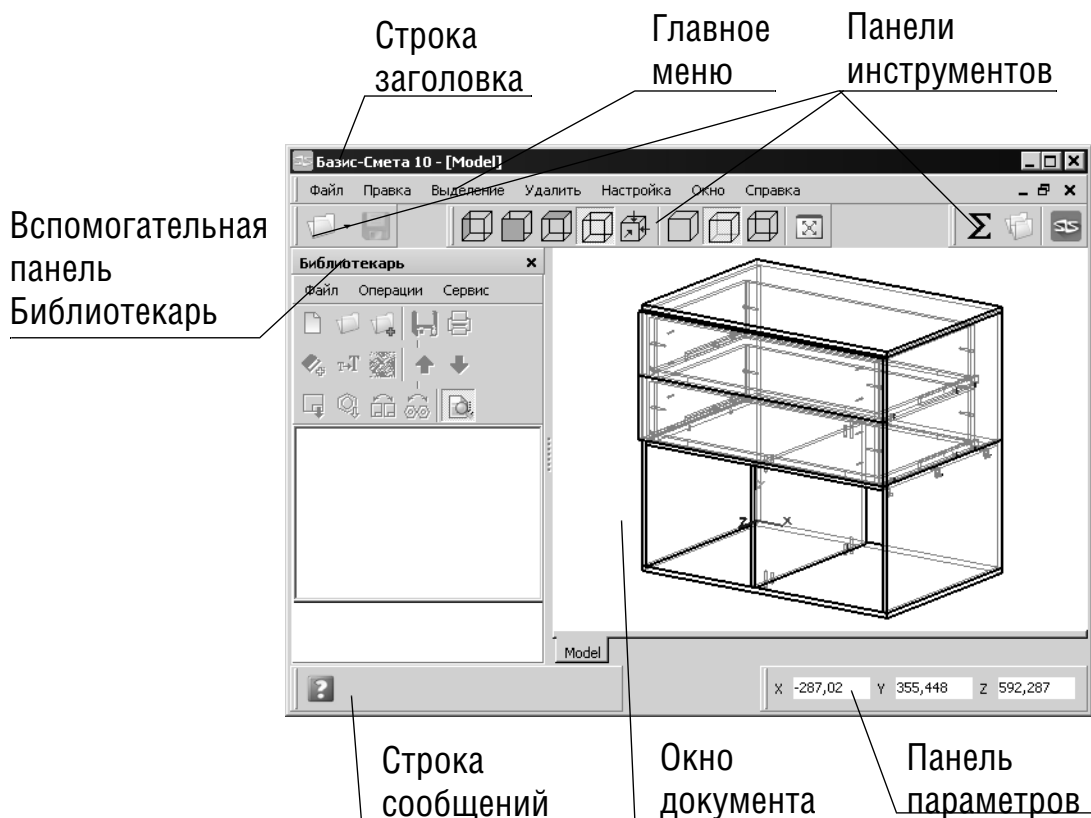 Строка
заголовка
Главное
меню
Панели
инструментов
Базис-Смета 10 - [Model]
Файл Правка Выделение Удалить Настройка Окно Справка
Вспомогательная
панель
Библиотекарь
Библиотекарь
Файл Операции Сервис
T→T
Σ
Y
Z X
Model
X -287,02 Y 355,448 Z 592,287
Строка
сообщений
Окно
документа
Панель
параметров